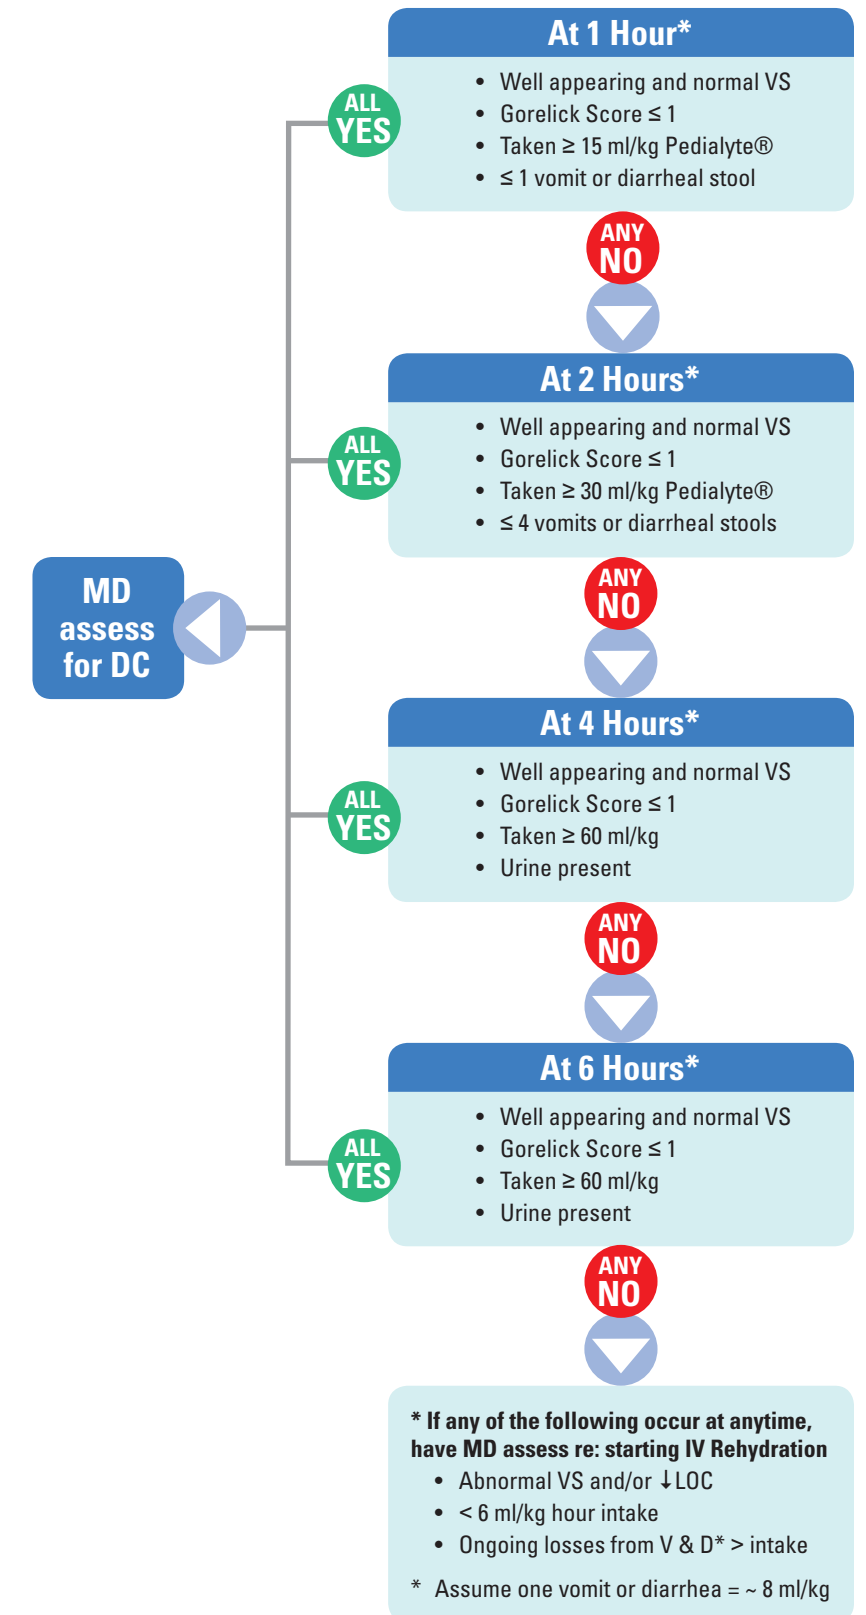 At 1 Hour*
ALL
YES
• Well appearing and normal VS
• Gorelick Score ≤ 1
• Taken ≥ 15 ml/kg Pedialyte®
• ≤ 1 vomit or diarrheal stool
ANY
NO
At 2 Hours*
ALL
YES
• Well appearing and normal VS
• Gorelick Score ≤ 1
• Taken ≥ 30 ml/kg Pedialyte®
• ≤ 4 vomits or diarrheal stools
ANY
NO
MD
assess
for DC
At 4 Hours*
ALL
YES
• Well appearing and normal VS
• Gorelick Score ≤ 1
• Taken ≥ 60 ml/kg
• Urine present
ANY
NO
At 6 Hours*
ALL
YES
• Well appearing and normal VS
• Gorelick Score ≤ 1
• Taken ≥ 60 ml/kg
• Urine present
ANY
NO
* If any of the following occur at anytime,
have MD assess re: starting IV Rehydration
• Abnormal VS and/or ↓LOC
• < 6 ml/kg hour intake
• Ongoing losses from V & D* > intake
* Assume one vomit or diarrhea = ~ 8 ml/kg